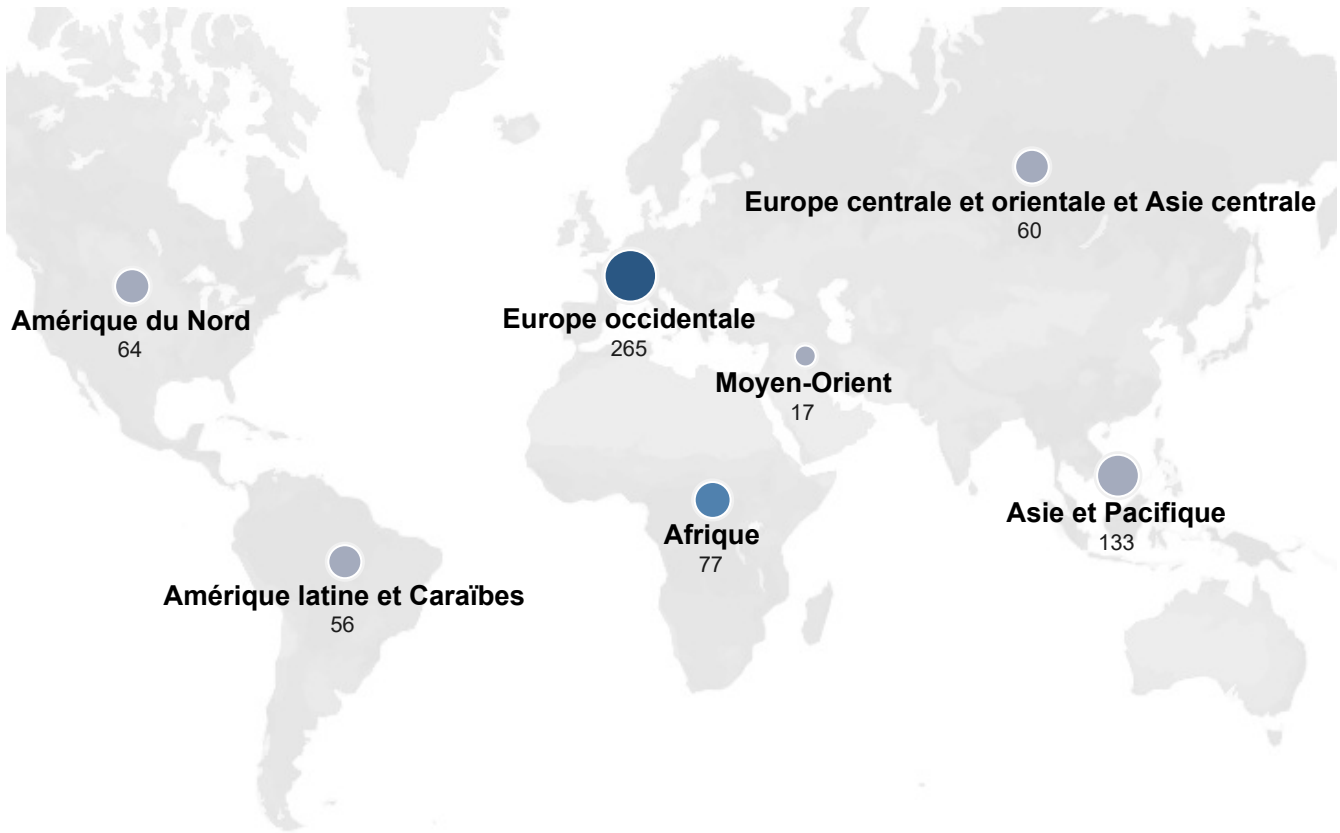 Europe centrale et orientale et Asie centrale
60
Amérique du Nord
64
Europe occidentale
265
Moyen-Orient
17
Asie et Pacifique
133
Afrique
77
Amérique latine et Caraïbes
56